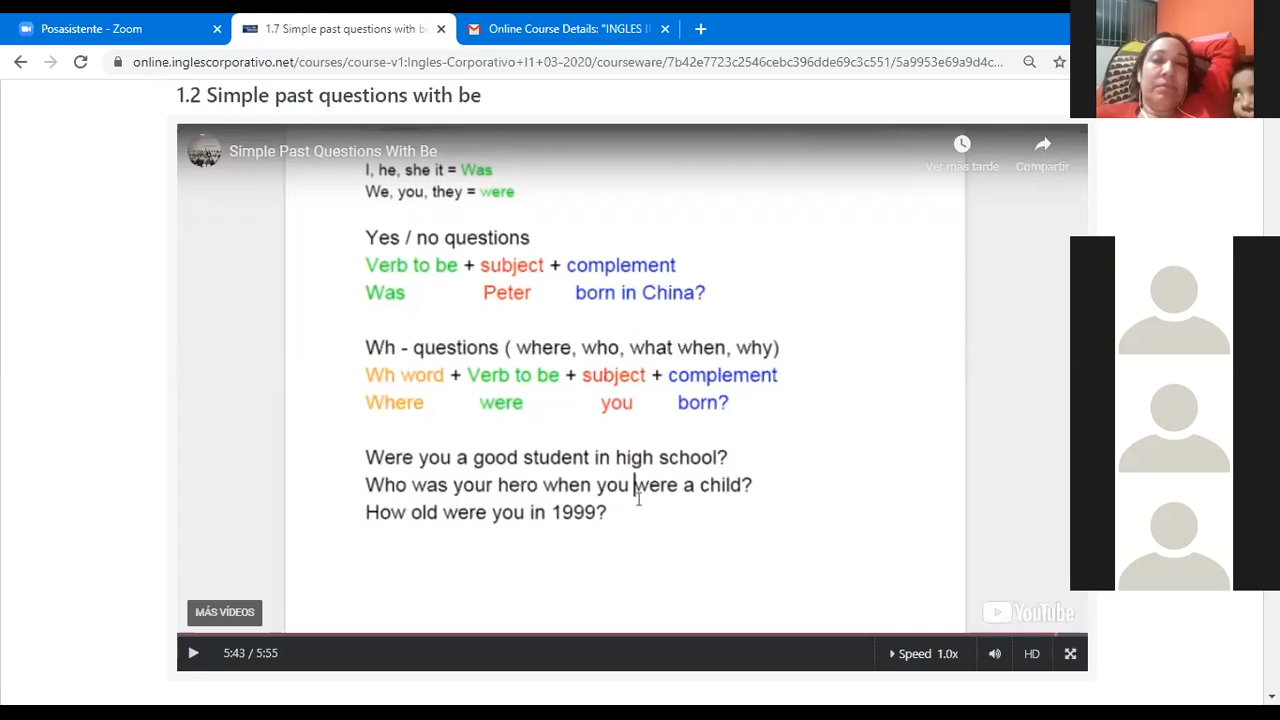 Posasistente - Zoom
1.7 Simple past questions with be
Online Course Details: "INGLES II
online.inglescorporativo.net/courses/course-v1:Ingles-Corporativo+I1+03-2020/courseware/7b42e7723c2546cebc396dde69c3c551/5a9953e69a9d4c...
1.2 Simple past questions with be
Simple Past Questions With Be
Ver más tarde
Compartir
I, he, she it = Was
We, you, they = were
Yes / no questions
Verb to be + subject + complement
Was Peter born in China?
Wh - questions ( where, who, what when, why)
Wh word + Verb to be + subject + complement
Where were you born?
Were you a good student in high school?
Who was your hero when you were a child?
How old were you in 1999?
MÁS VÍDEOS
YouTube
5:43 / 5:55
Speed 1.0x
HD